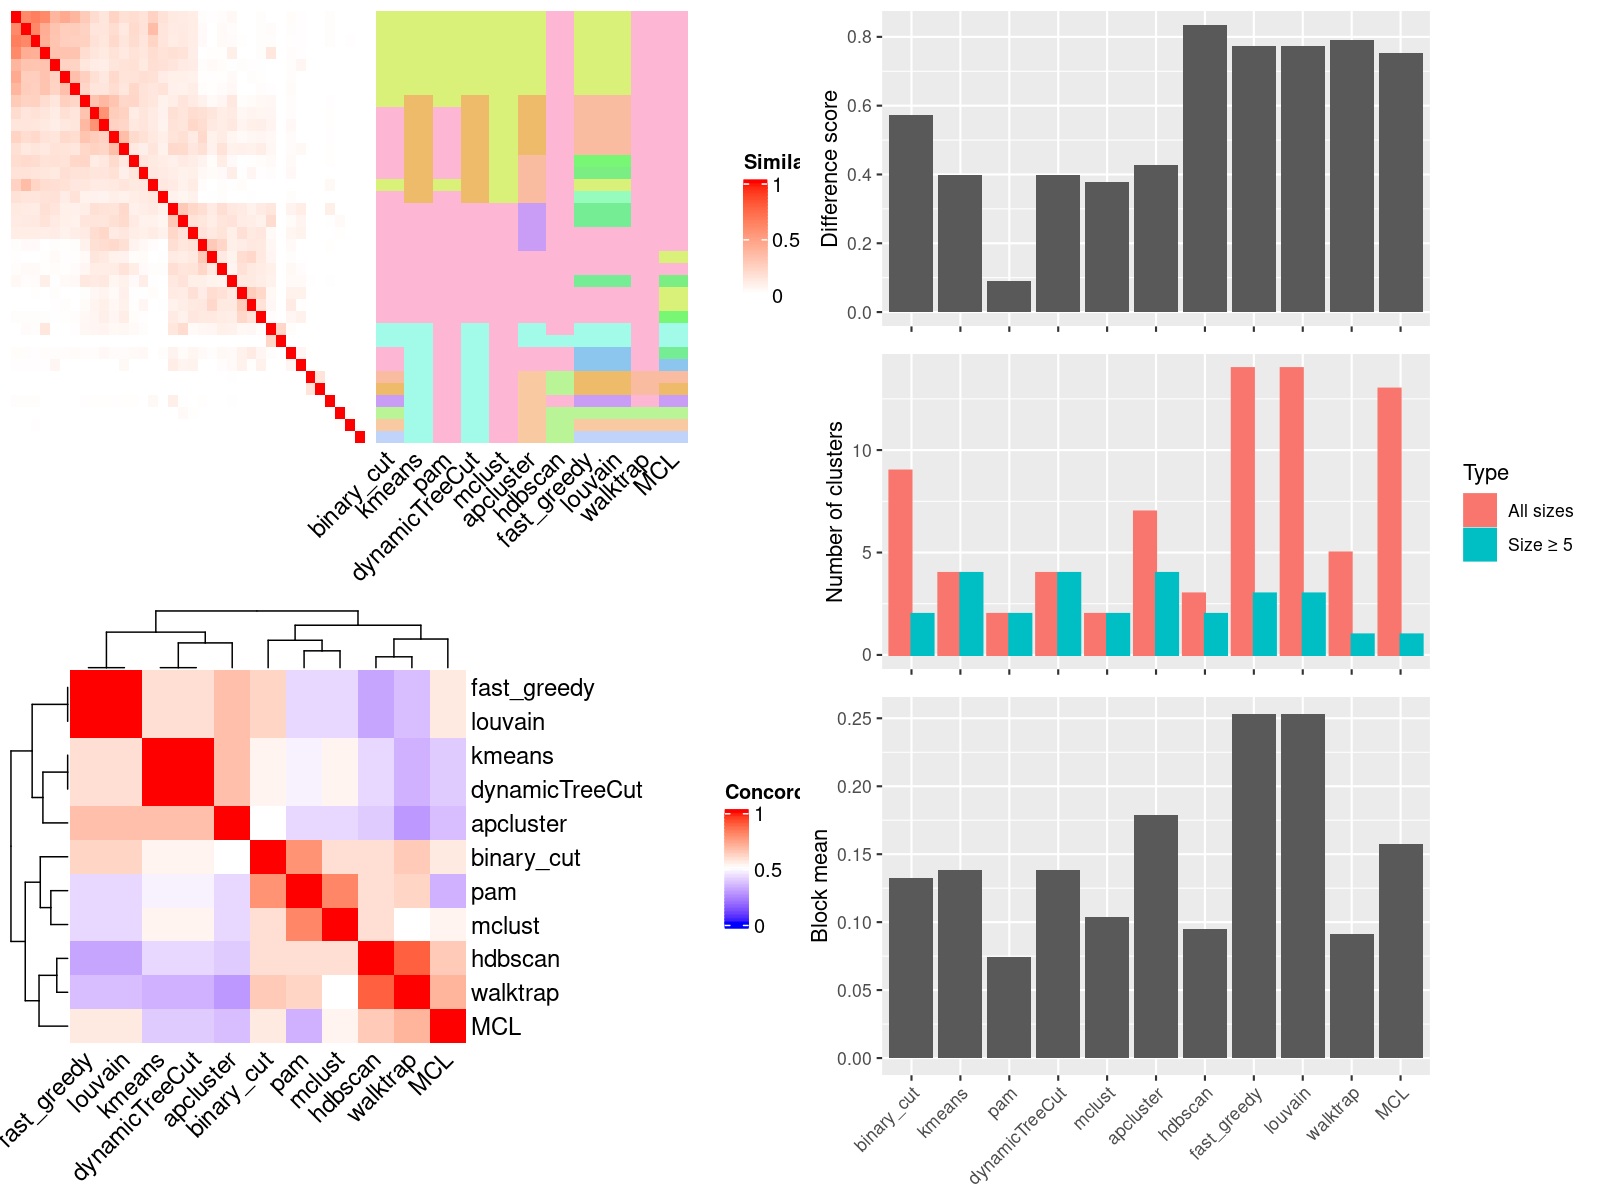 Simila
1
0.5
0
binary_cut
kmeans
pam
dynamicTreeCut
mclust
apcluster
hdbscan
fast_greedy
louvain
walktrap
MCL
fast_greedy
louvain
kmeans
dynamicTreeCut
apcluster
binary_cut
pam
mclust
hdbscan
walktrap
MCL
fast_greedy
louvain
kmeans
dynamicTreeCut
apcluster
binary_cut
pam
mclust
hdbscan
walktrap
MCL
Concord
1
0.5
0
Difference score
0.8
0.6
0.4
0.2
0.0
Number of clusters
10
5
0
Type
All sizes
Size ≥ 5
Block mean
0.25
0.20
0.15
0.10
0.05
0.00
binary_cut
kmeans
pam
dynamicTreeCut
mclust
apcluster
hdbscan
fast_greedy
louvain
walktrap
MCL